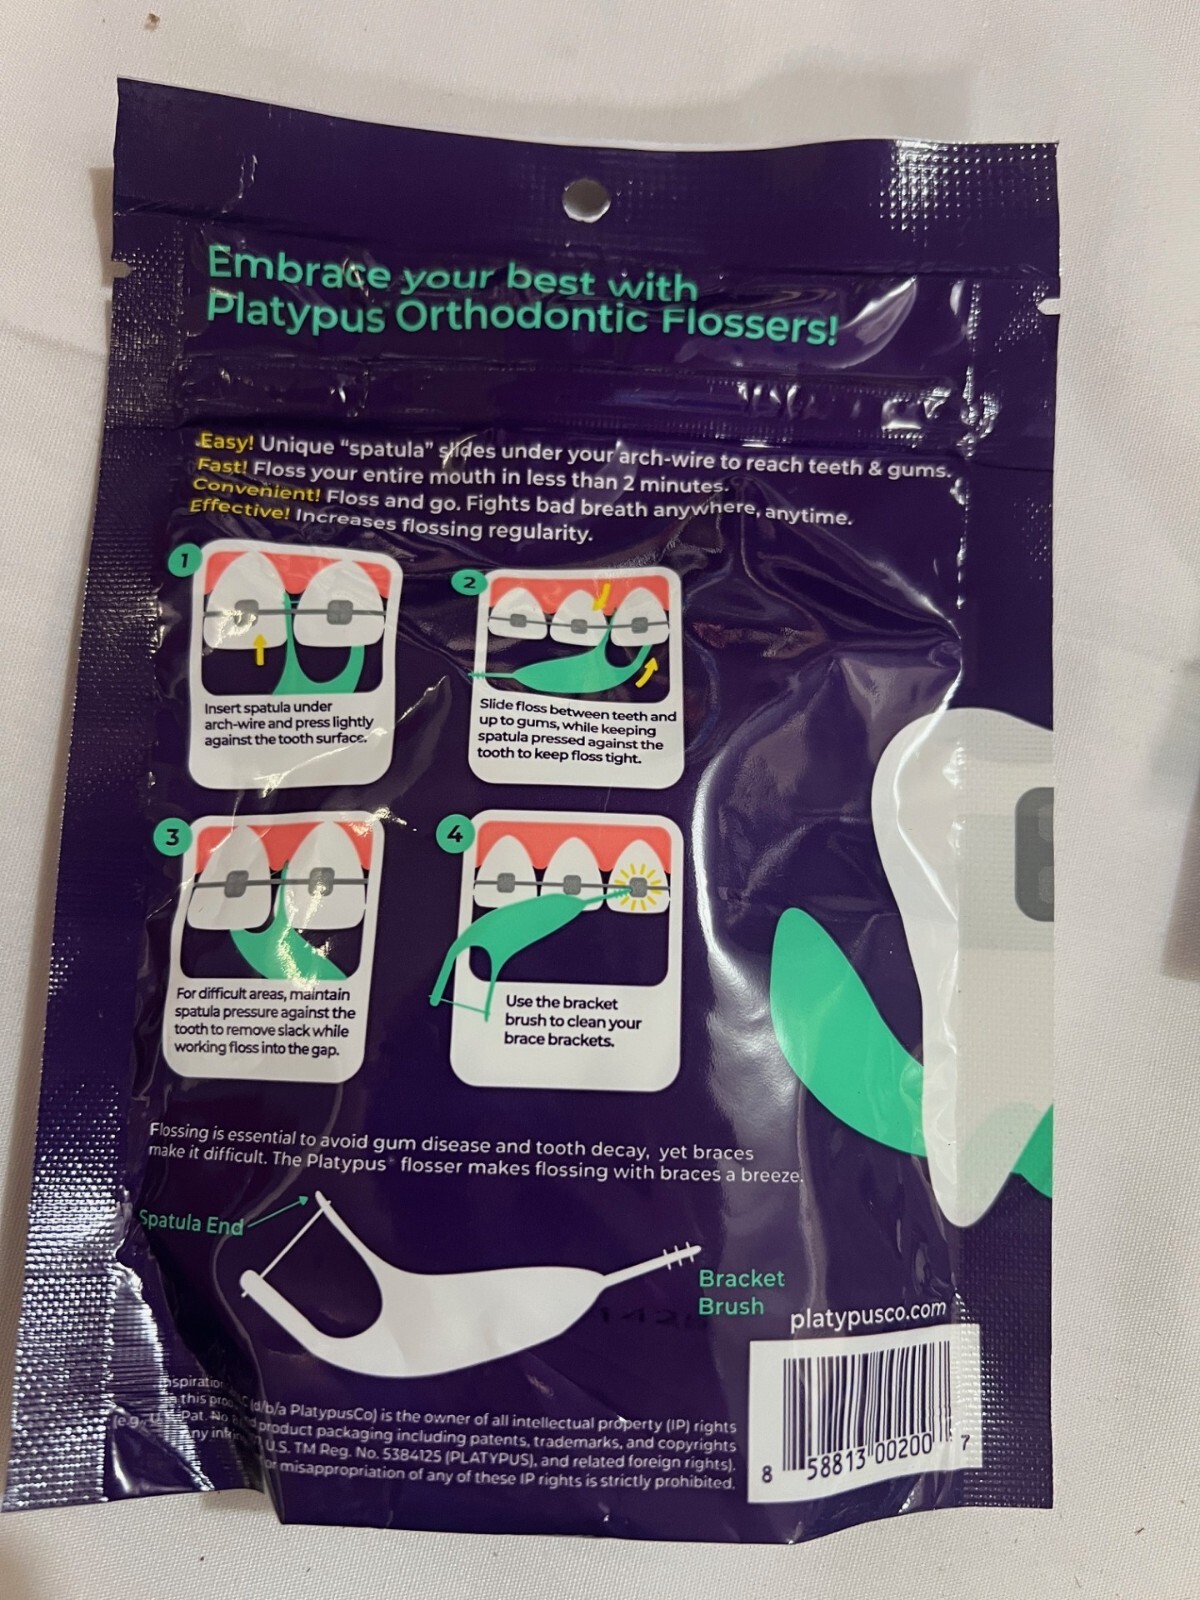 Embrace your best with
Platypus Orthodontic Flossers!
Easy! Unique “spatula” slides under your arch-wire to reach teeth & gums.
Fast! Floss your entire mouth in less than 2 minutes.
Convenient! Floss and go. Fights bad breath anywhere, anytime.
Effective! Increases flossing regularity.
1
Insert spatula under
arch-wire and press lightly
against the tooth surface.
2
Slide floss between teeth and
up to gums, while keeping
spatula pressed against the
tooth to keep floss tight.
3
For difficult areas, maintain
spatula pressure against the
tooth to remove slack while
working floss into the gap.
4
Use the bracket
brush to clean your
brace brackets.
Flossing is essential to avoid gum disease and tooth decay, yet braces
make it difficult. The Platypus flosser makes flossing with braces a breeze.
Spatula End
Bracket
Brush
platypusco.com
(d/b/a PlatypusCo) is the owner of all intellectual property (IP) rights
this product packaging including patents, trademarks, and copyrights
(e.g., Pat. No U.S. TM Reg. No. 5384125 (PLATYPUS), and related foreign rights).
or misappropriation of any of these IP rights is strictly prohibited.
8 58813 00200 7